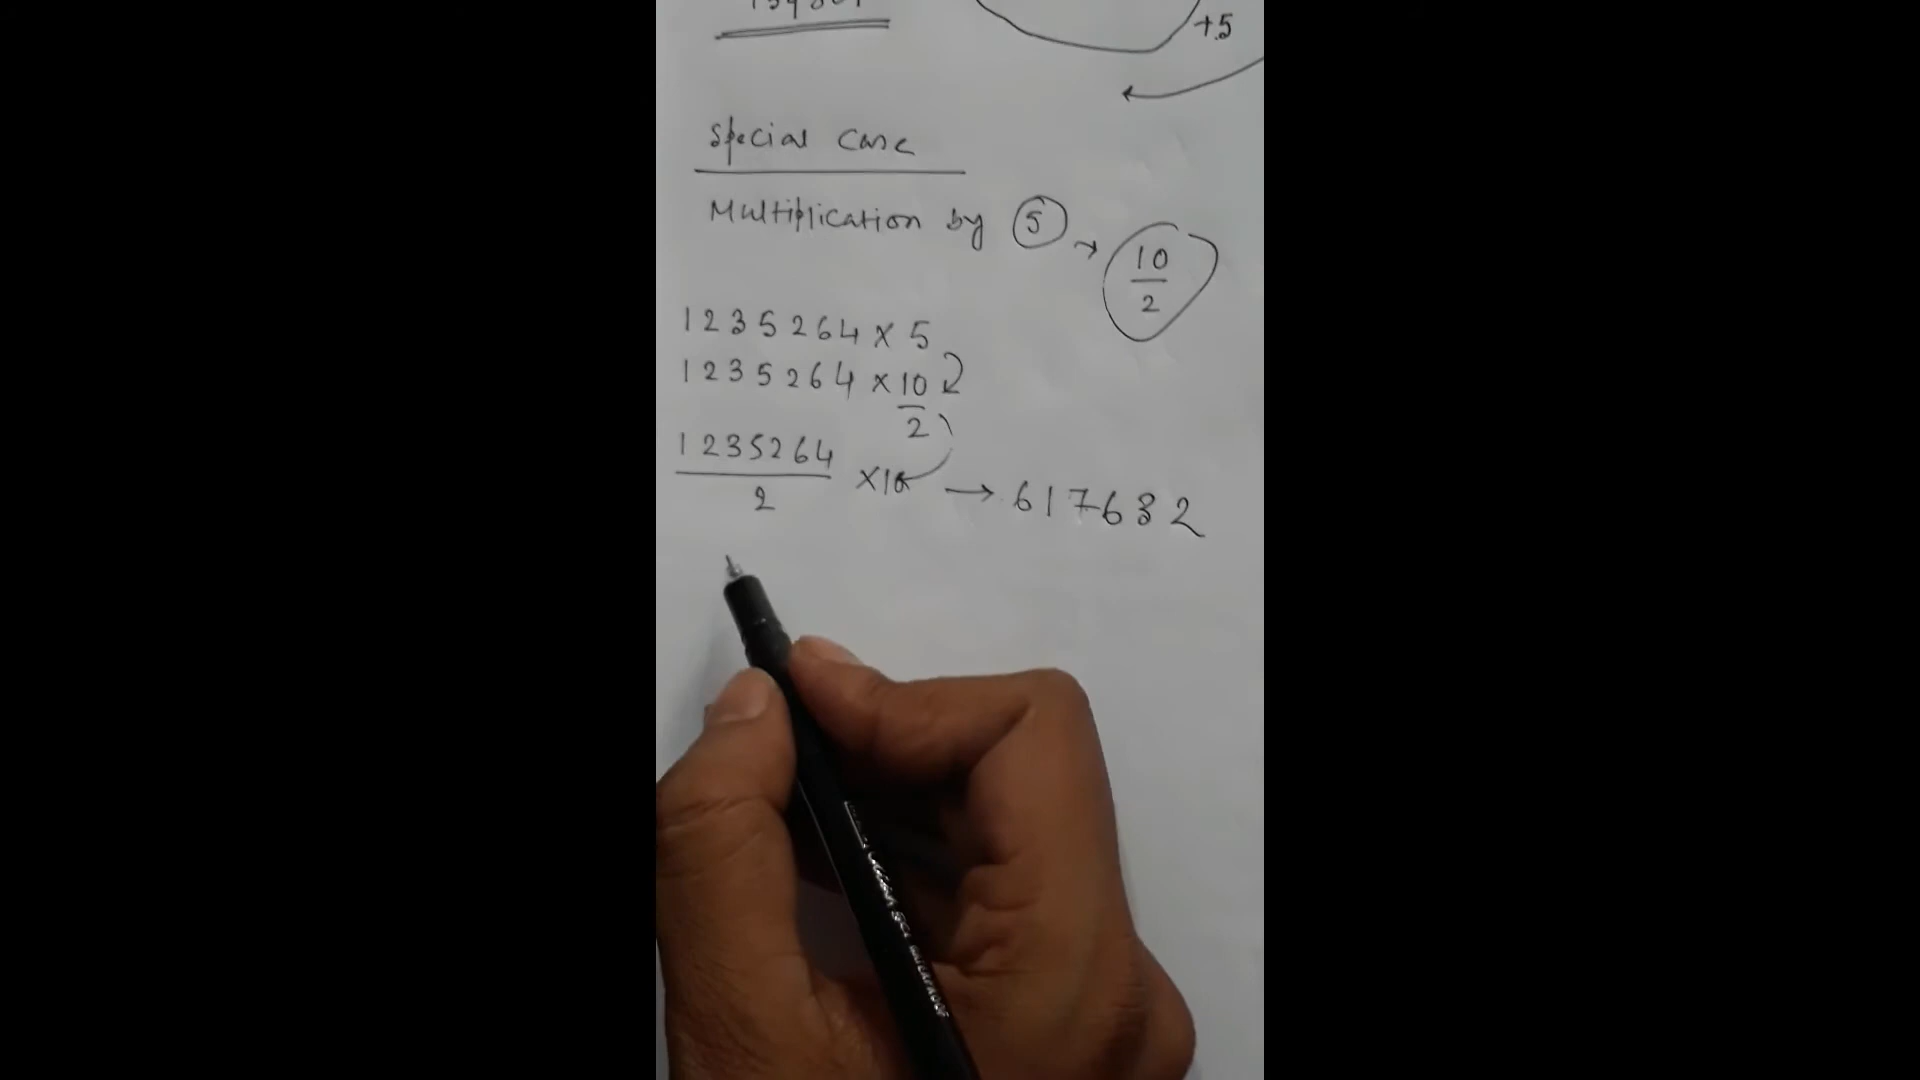 +5
Special Case
Multiplication by 5 → 10/2
1235264 × 5
1235264 × 10/2
1235264/2 ×10 → 617632